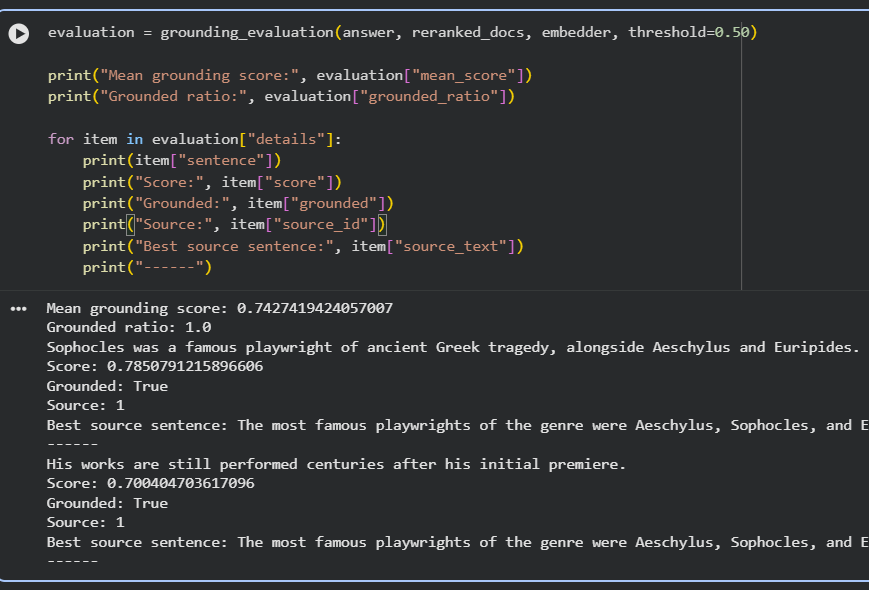 evaluation = grounding_evaluation(answer, reranked_docs, embedder, threshold=0.50)
print("Mean grounding score:", evaluation["mean_score"])
print("Grounded ratio:", evaluation["grounded_ratio"])
for item in evaluation["details"]:
    print(item["sentence"])
    print("Score:", item["score"])
    print("Grounded:", item["grounded"])
    print("Source:", item["source_id"])
    print("Best source sentence:", item["source_text"])
    print("------")
Mean grounding score: 0.7427419424057007
Grounded ratio: 1.0
Sophocles was a famous playwright of ancient Greek tragedy, alongside Aeschylus and Euripides.
Score: 0.7850791215896606
Grounded: True
Source: 1
Best source sentence: The most famous playwrights of the genre were Aeschylus, Sophocles, and E
------
His works are still performed centuries after his initial premiere.
Score: 0.700404703617096
Grounded: True
Source: 1
Best source sentence: The most famous playwrights of the genre were Aeschylus, Sophocles, and E
------